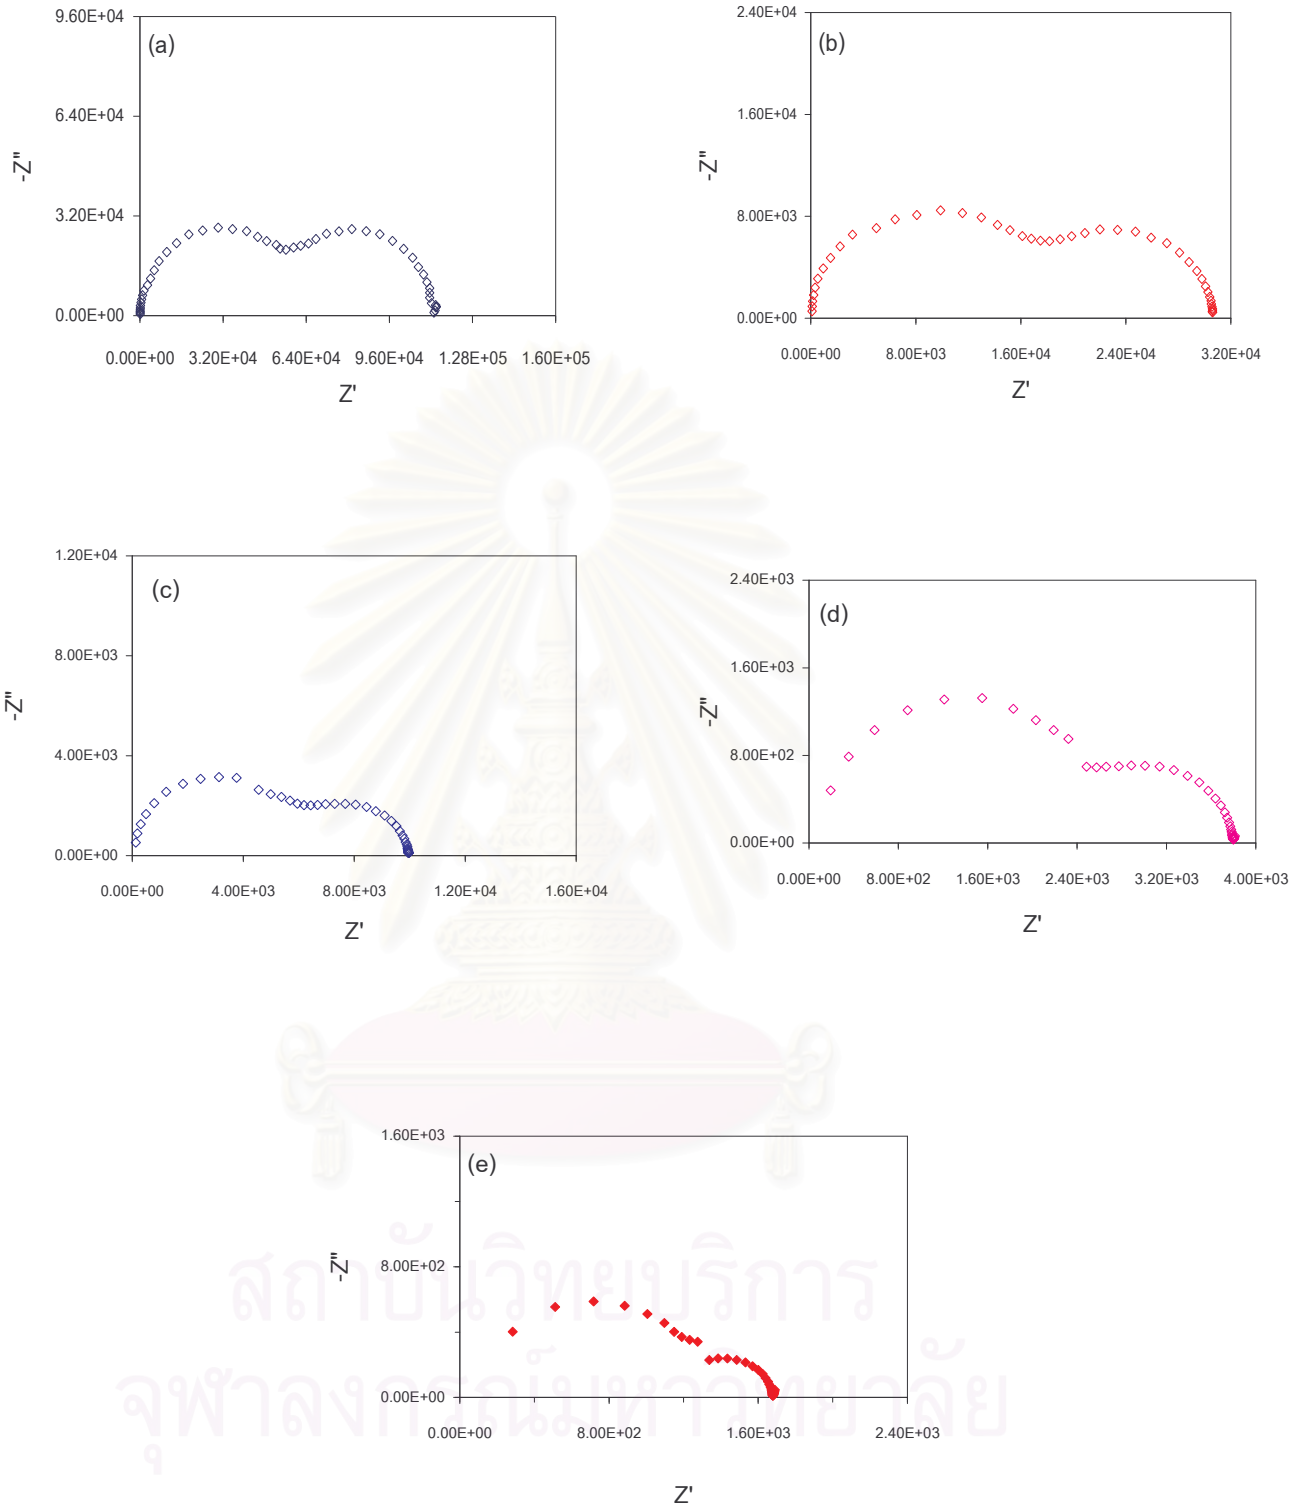 (a)
9.60E+04
6.40E+04
3.20E+04
0.00E+00
-Z"
0.00E+00 3.20E+04 6.40E+04 9.60E+04 1.28E+05 1.60E+05
Z'
(b)
2.40E+04
1.60E+04
8.00E+03
0.00E+00
-Z"
0.00E+00 8.00E+03 1.60E+04 2.40E+04 3.20E+04
Z'
(c)
1.20E+04
8.00E+03
4.00E+03
0.00E+00
-Z"
0.00E+00 4.00E+03 8.00E+03 1.20E+04 1.60E+04
Z'
(d)
2.40E+03
1.60E+03
8.00E+02
0.00E+00
-Z"
0.00E+00 8.00E+02 1.60E+03 2.40E+03 3.20E+03 4.00E+03
Z'
(e)
1.60E+03
8.00E+02
0.00E+00
-Z"
0.00E+00 8.00E+02 1.60E+03 2.40E+03
Z'
สถาบันวิทยบริการ
จุฬาลงกรณ์มหาวิทยาลัย